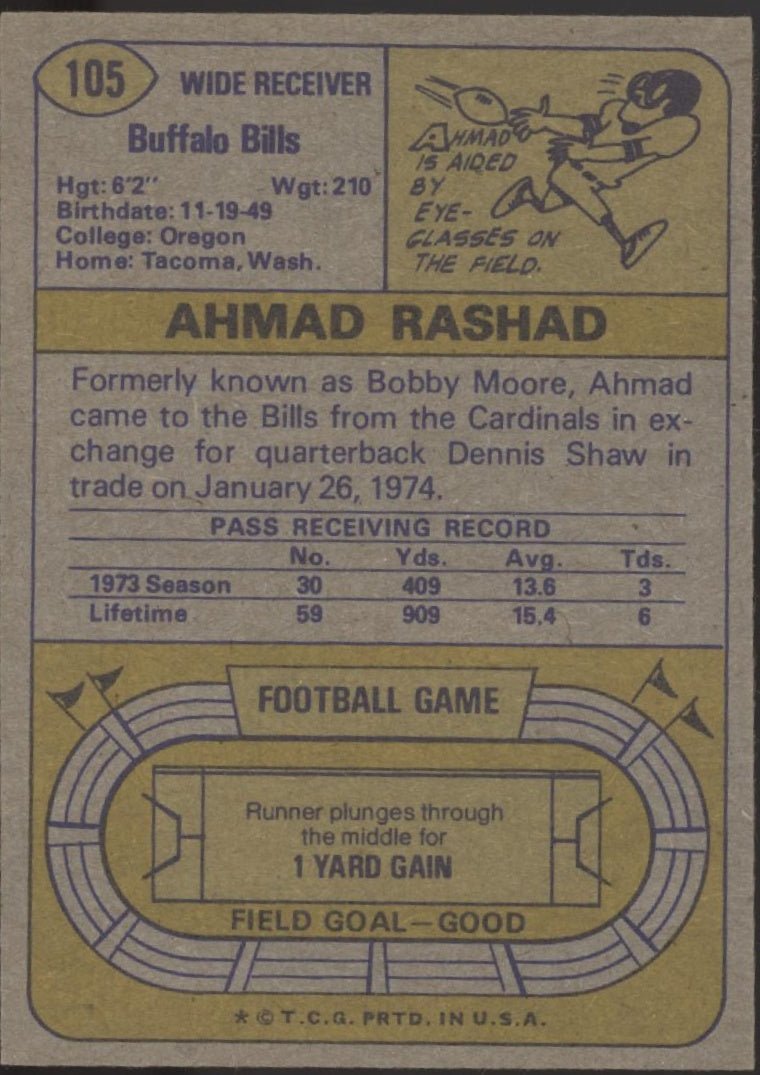 105
WIDE RECEIVER
Buffalo Bills
Hgt: 6'2" Wgt: 210
Birthdate: 11-19-49
College: Oregon
Home: Tacoma, Wash.
AHMAD
IS AIDED
BY
EYE-
GLASSES ON
THE FIELD.
AHMAD RASHAD
Formerly known as Bobby Moore, Ahmad
came to the Bills from the Cardinals in ex-
change for quarterback Dennis Shaw in
trade on January 26, 1974.
PASS RECEIVING RECORD
No. Yds. Avg. Tds.
1973 Season 30 409 13.6 3
Lifetime 59 909 15.4 6
FOOTBALL GAME
Runner plunges through
the middle for
1 YARD GAIN
FIELD GOAL—GOOD
* © T.C.G. PRTD. IN U.S.A.